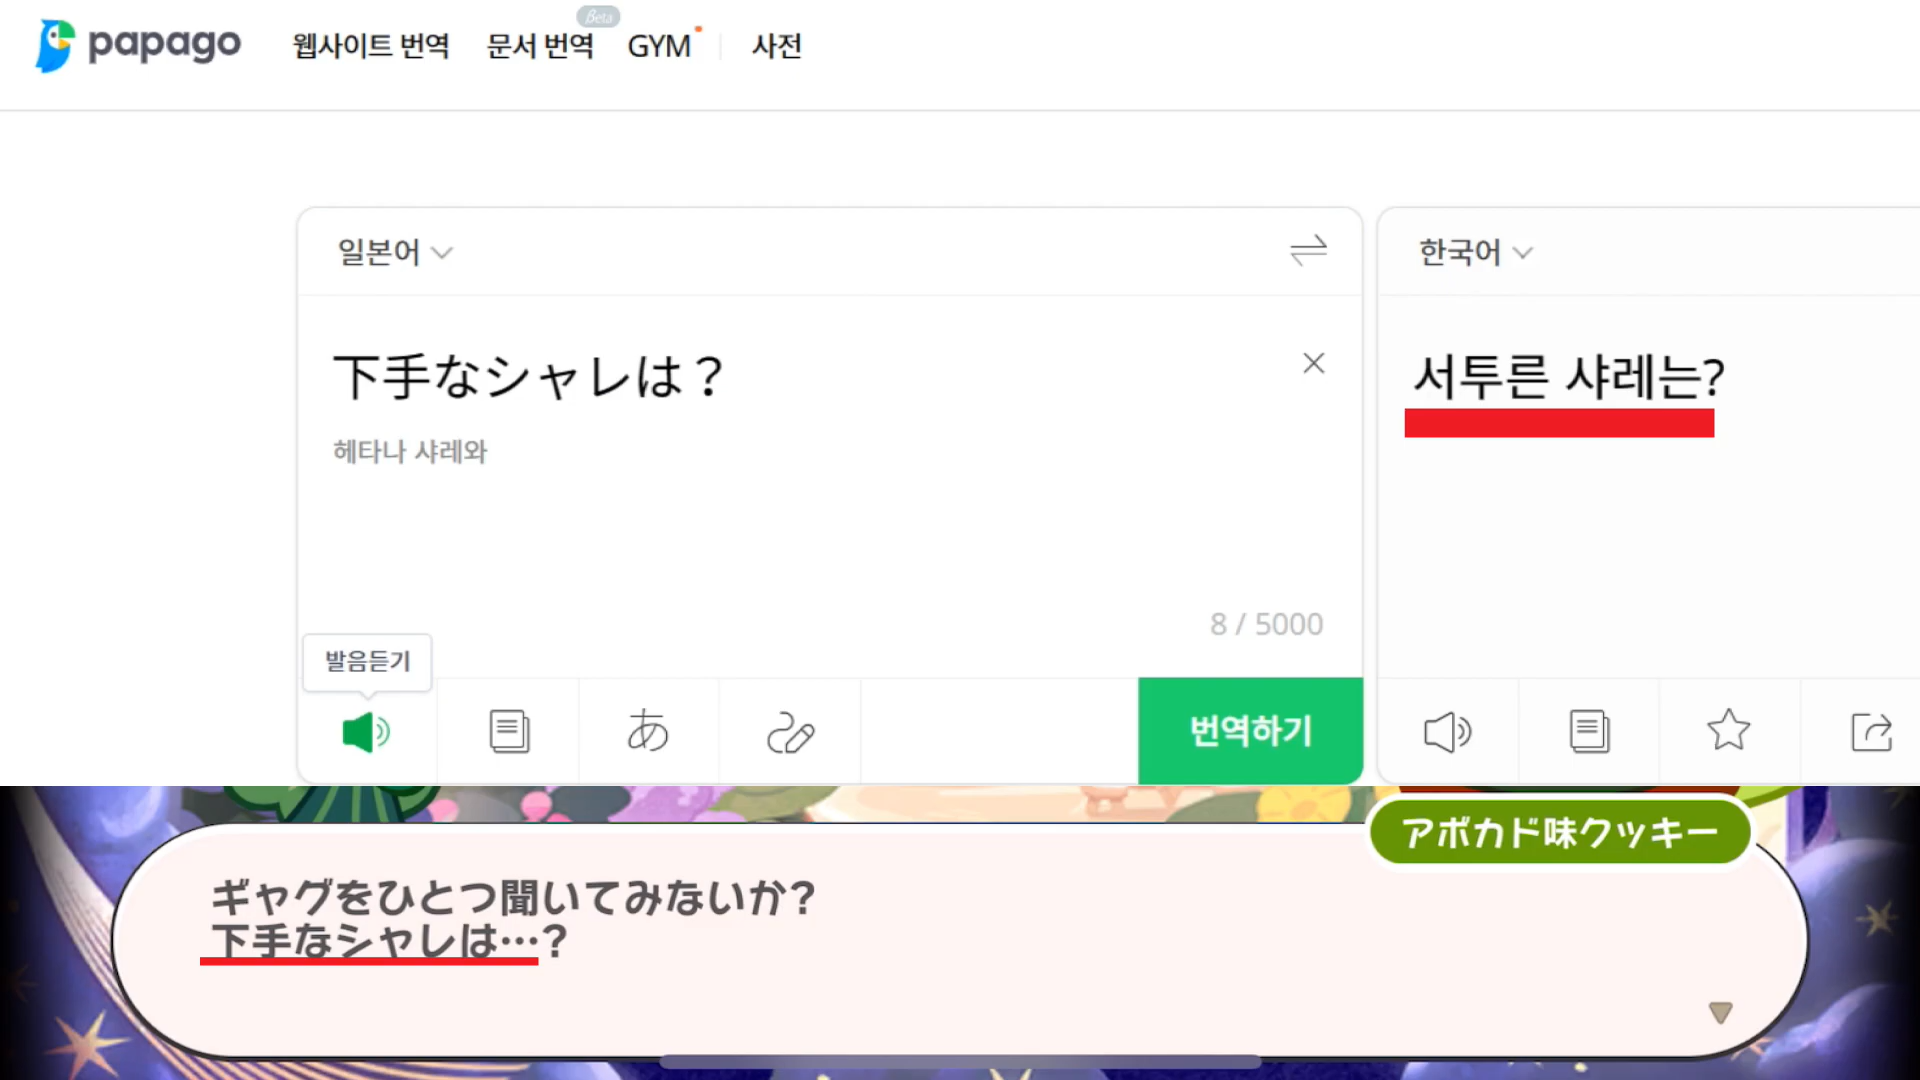 papago
웹사이트 번역
문서 번역
Beta
GYM
사전
일본어
한국어
下手なシャレは？
헤타나 샤레와
서투른 샤레는?
8 / 5000
발음듣기
あ
번역하기
アボカド味クッキー
ギャグをひとつ聞いてみないか?
下手なシャレは…?